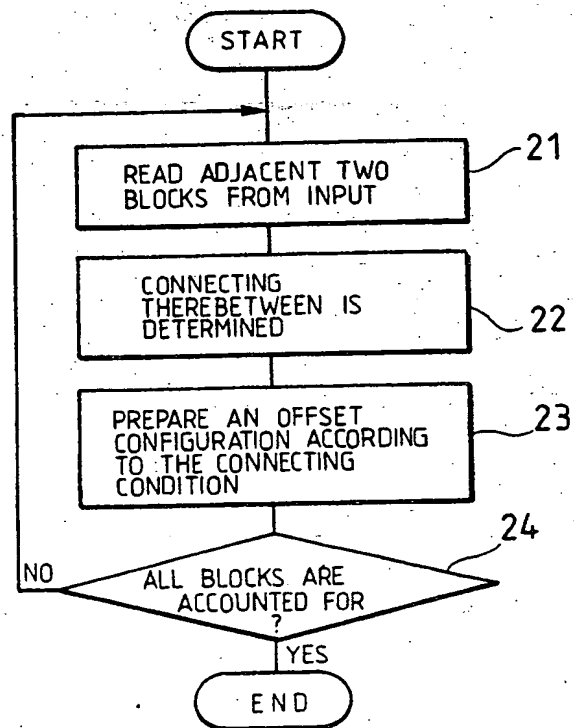 START
READ ADJACENT TWO
BLOCKS FROM INPUT
21
CONNECTING
THEREBETWEEN IS
DETERMINED
22
PREPARE AN OFFSET
CONFIGURATION ACCORDING
TO THE CONNECTING
CONDITION
23
24
NO
ALL BLOCKS ARE
ACCOUNTED FOR
?
YES
END